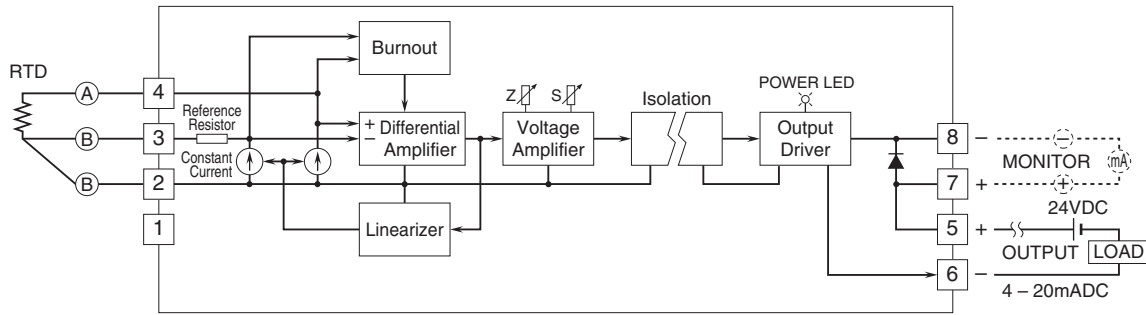 RTD
A
B
B
4
3
2
1
Reference
Resistor
Constant
Current
Burnout
+
−
Differential
Amplifier
Linearizer
Z
S
Voltage
Amplifier
Isolation
POWER LED
Output
Driver
8
−
−
MONITOR
mA
7
+
+
24VDC
5
+
OUTPUT
LOAD
6
−
4 – 20mADC